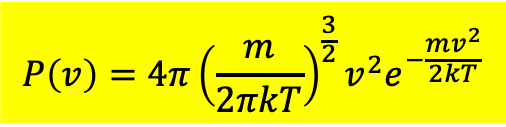 P(v) = 4π (m / 2πkT)^{3/2} v² e^{-mv² / 2kT}